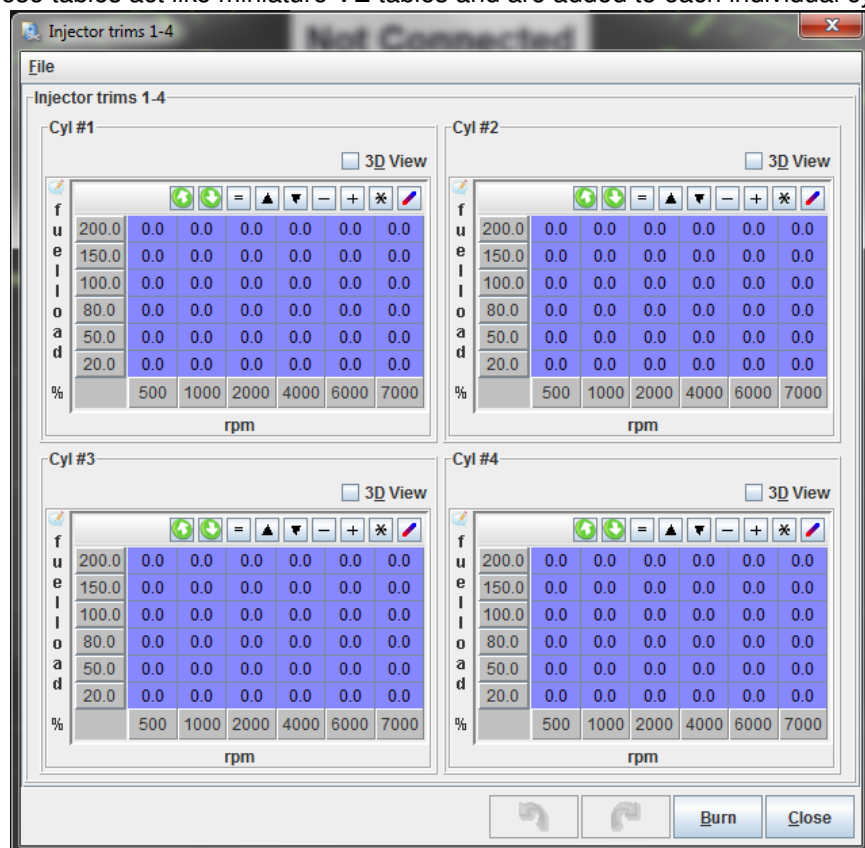 these tables act like miniature VE tables and are added to each individual
Injector trims 1-4
Not Connected
File
Injector trims 1-4
Cyl #1
3D View
= - + *
200.0 0.0 0.0 0.0 0.0 0.0 0.0
150.0 0.0 0.0 0.0 0.0 0.0 0.0
100.0 0.0 0.0 0.0 0.0 0.0 0.0
80.0 0.0 0.0 0.0 0.0 0.0 0.0
50.0 0.0 0.0 0.0 0.0 0.0 0.0
20.0 0.0 0.0 0.0 0.0 0.0 0.0
fuelload
% 500 1000 2000 4000 6000 7000
rpm
Cyl #2
3D View
= - + *
200.0 0.0 0.0 0.0 0.0 0.0 0.0
150.0 0.0 0.0 0.0 0.0 0.0 0.0
100.0 0.0 0.0 0.0 0.0 0.0 0.0
80.0 0.0 0.0 0.0 0.0 0.0 0.0
50.0 0.0 0.0 0.0 0.0 0.0 0.0
20.0 0.0 0.0 0.0 0.0 0.0 0.0
fuelload
% 500 1000 2000 4000 6000 7000
rpm
Cyl #3
3D View
= - + *
200.0 0.0 0.0 0.0 0.0 0.0 0.0
150.0 0.0 0.0 0.0 0.0 0.0 0.0
100.0 0.0 0.0 0.0 0.0 0.0 0.0
80.0 0.0 0.0 0.0 0.0 0.0 0.0
50.0 0.0 0.0 0.0 0.0 0.0 0.0
20.0 0.0 0.0 0.0 0.0 0.0 0.0
fuelload
% 500 1000 2000 4000 6000 7000
rpm
Cyl #4
3D View
= - + *
200.0 0.0 0.0 0.0 0.0 0.0 0.0
150.0 0.0 0.0 0.0 0.0 0.0 0.0
100.0 0.0 0.0 0.0 0.0 0.0 0.0
80.0 0.0 0.0 0.0 0.0 0.0 0.0
50.0 0.0 0.0 0.0 0.0 0.0 0.0
20.0 0.0 0.0 0.0 0.0 0.0 0.0
fuelload
% 500 1000 2000 4000 6000 7000
rpm
Burn
Close